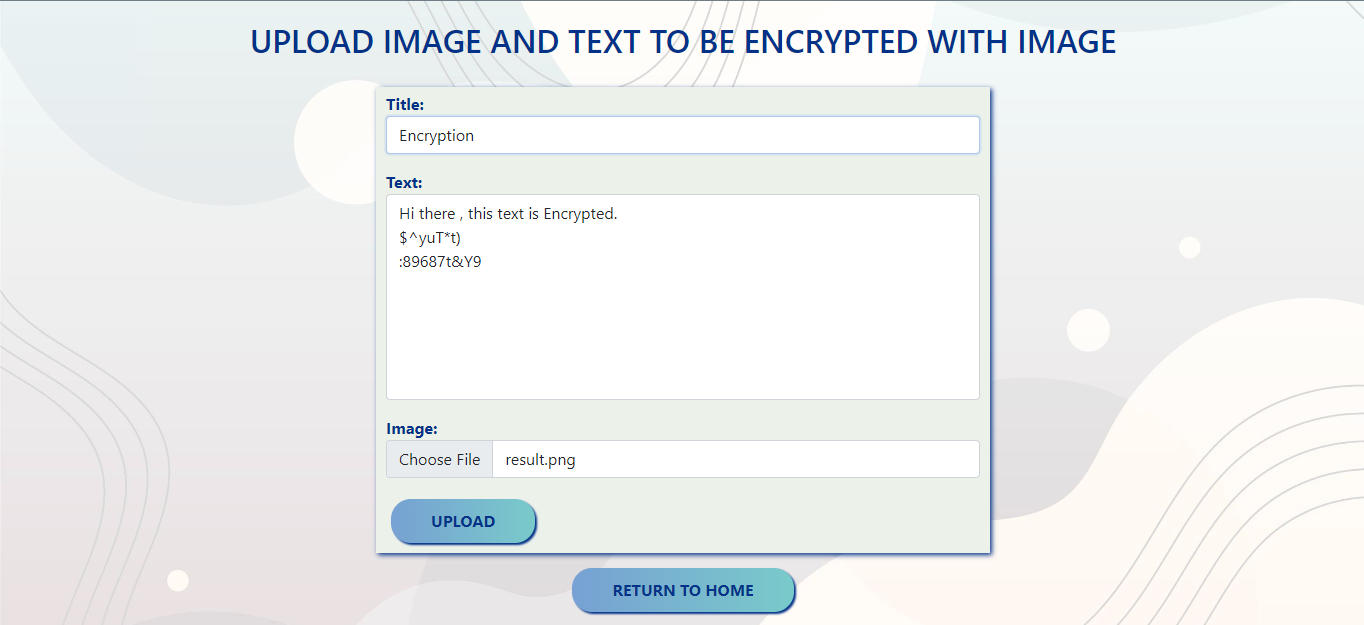 UPLOAD IMAGE AND TEXT TO BE ENCRYPTED WITH IMAGE
Title:
Encryption
Text:
Hi there , this text is Encrypted.
$^yuT*t)
:89687t&Y9
Image:
Choose File result.png
UPLOAD
RETURN TO HOME